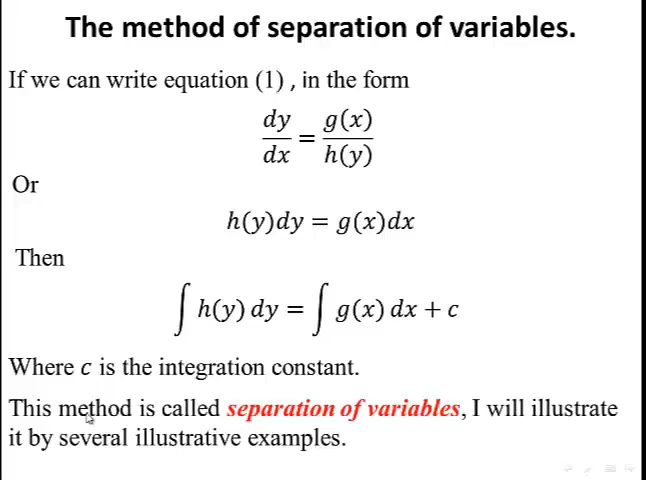 The method of separation of variables.
If we can write equation (1) , in the form
dy/dx = g(x)/h(y)
Or
h(y)dy = g(x)dx
Then
∫ h(y) dy = ∫ g(x) dx + c
Where c is the integration constant.
This method is called separation of variables, I will illustrate
it by several illustrative examples.